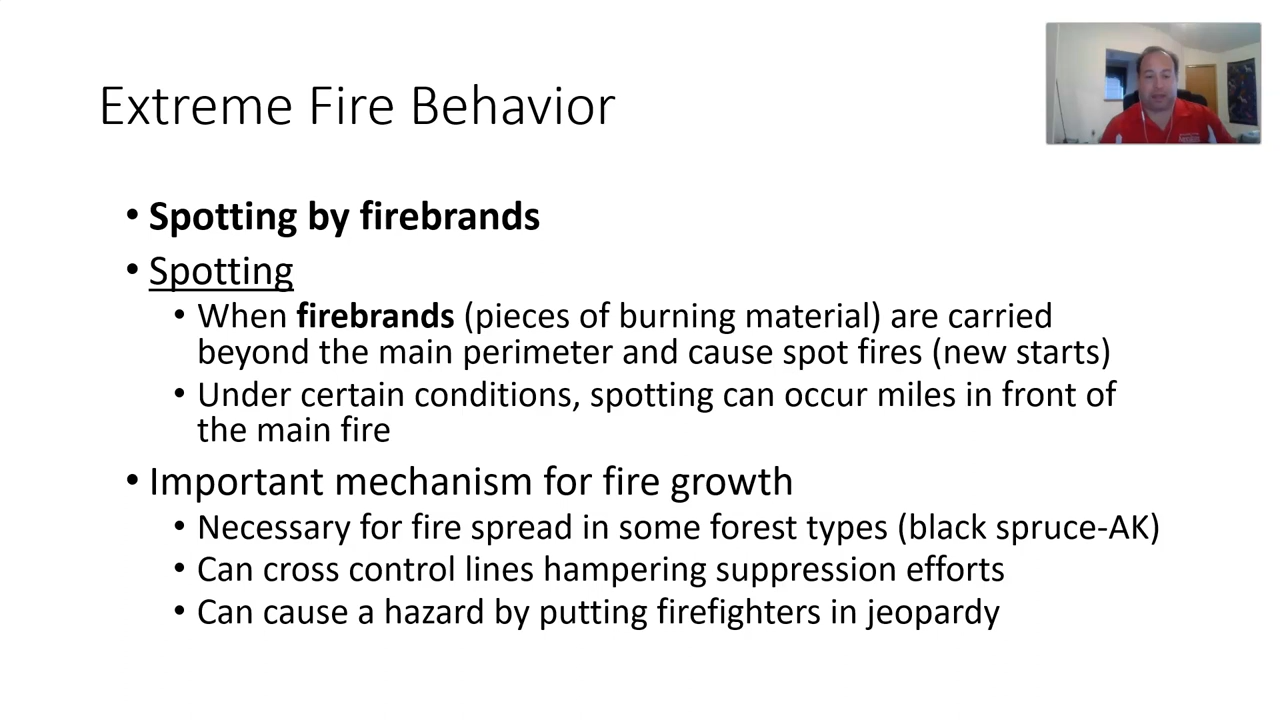 Extreme Fire Behavior
• Spotting by firebrands
• Spotting
• When firebrands (pieces of burning material) are carried
beyond the main perimeter and cause spot fires (new starts)
• Under certain conditions, spotting can occur miles in front of
the main fire
• Important mechanism for fire growth
• Necessary for fire spread in some forest types (black spruce-AK)
• Can cross control lines hampering suppression efforts
• Can cause a hazard by putting firefighters in jeopardy